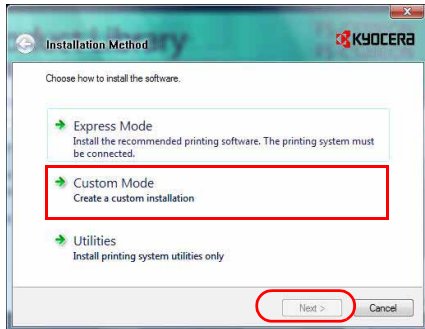 Installation Method
KYOCERA
Choose how to install the software.
Express Mode
Install the recommended printing software. The printing system must
be connected.
Custom Mode
Create a custom installation
Utilities
Install printing system utilities only
Next >
Cancel